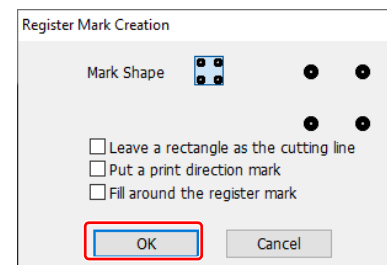 Register Mark Creation
Mark Shape
Leave a rectangle as the cutting line
Put a print direction mark
Fill around the register mark
OK
Cancel